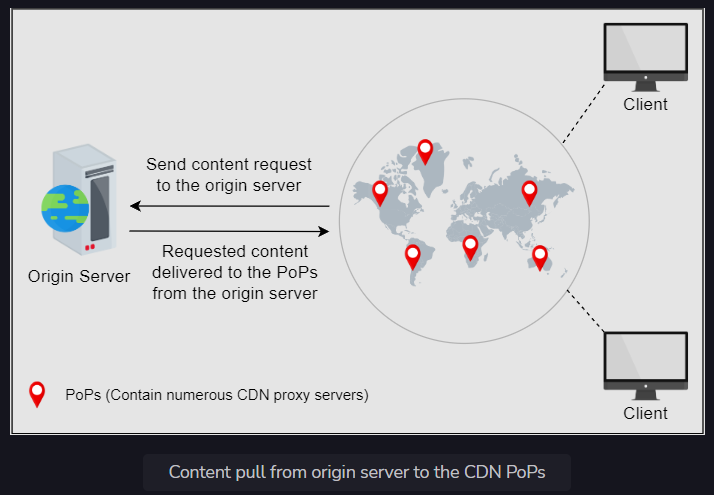 Client
Send content request
to the origin server
Requested content
delivered to the PoPs
from the origin server
Origin Server
PoPs (Contain numerous CDN proxy servers)
Client
Content pull from origin server to the CDN PoPs